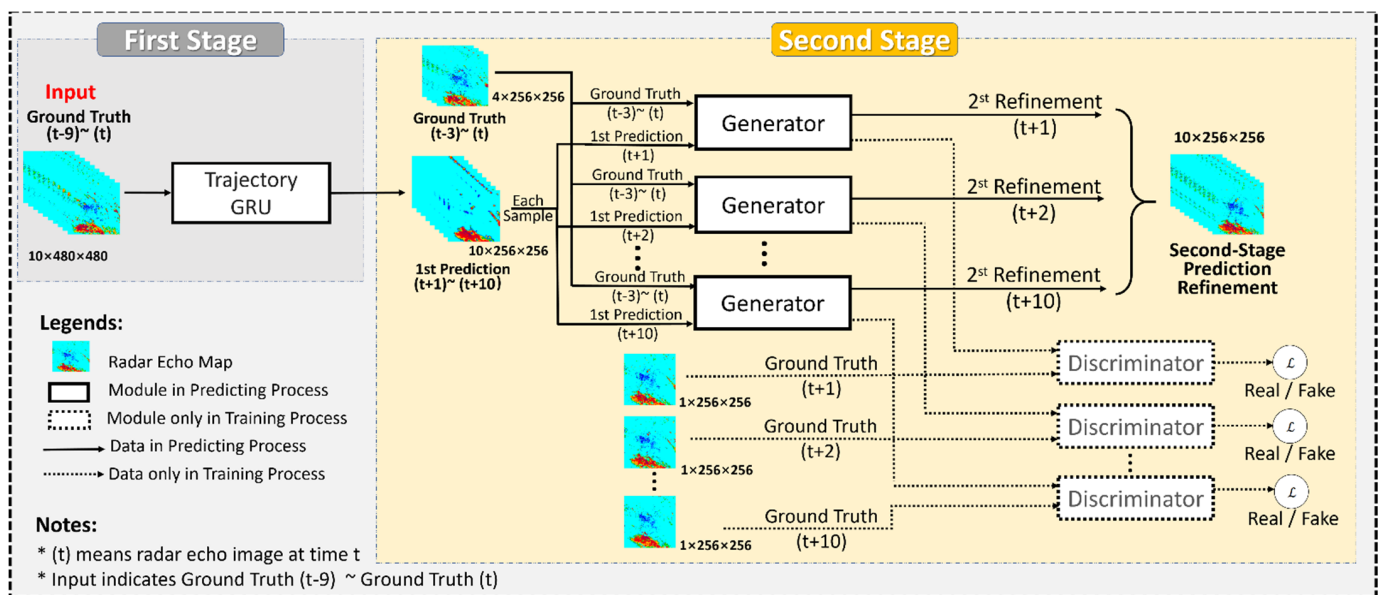 First Stage
Input
Ground Truth
(t-9)~ (t)
10×480×480
Trajectory
GRU
Second Stage
4×256×256
Ground Truth
(t-3)~ (t)
Each
Sample
10×256×256
1st Prediction
(t+1)~ (t+10)
Ground Truth
(t-3)~ (t)
1st Prediction
(t+1)
Generator
2st Refinement
(t+1)
Ground Truth
(t-3)~ (t)
1st Prediction
(t+2)
Generator
2st Refinement
(t+2)
Ground Truth
(t-3)~ (t)
1st Prediction
(t+10)
Generator
2st Refinement
(t+10)
10×256×256
Second-Stage
Prediction
Refinement
1×256×256
Ground Truth
(t+1)
Discriminator
ℒ
Real / Fake
1×256×256
Ground Truth
(t+2)
Discriminator
ℒ
Real / Fake
1×256×256
Ground Truth
(t+10)
Discriminator
ℒ
Real / Fake
Legends:
Radar Echo Map
Module in Predicting Process
Module only in Training Process
Data in Predicting Process
Data only in Training Process
Notes:
* (t) means radar echo image at time t
* Input indicates Ground Truth (t-9) ~ Ground Truth (t)